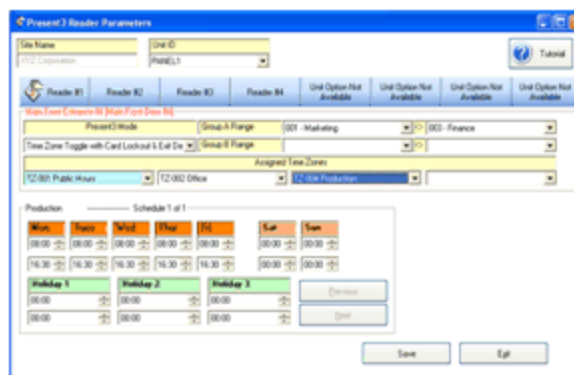 Present3 Reader Parameters
Site Name
Unit ID
XYZ Corporation
PANEL1
Tutorial
Reader #1
Reader #2
Reader #3
Reader #4
Unit Option Not Available
Unit Option Not Available
Unit Option Not Available
Unit Option Not Available
Present3 Mode
Group A Range
001 - Marketing
<>
003 - Finance
Time Zone Toggle with Card Lockout & Exit De
Group B Range
<>
Assigned Time Zones
TZ-001 Public Hours
TZ-002 Office
TZ-004 Production
Production
Schedule 1 of 1
Mon Tues Wed Thur Fri Sat Sun
08:00 08:00 08:00 08:00 08:00 00:00 00:00
16:30 16:30 16:30 16:30 16:30 00:00 00:00
Holiday 1 Holiday 2 Holiday 3
00:00 00:00 00:00
00:00 00:00 00:00
Previous
Next
Save
Exit